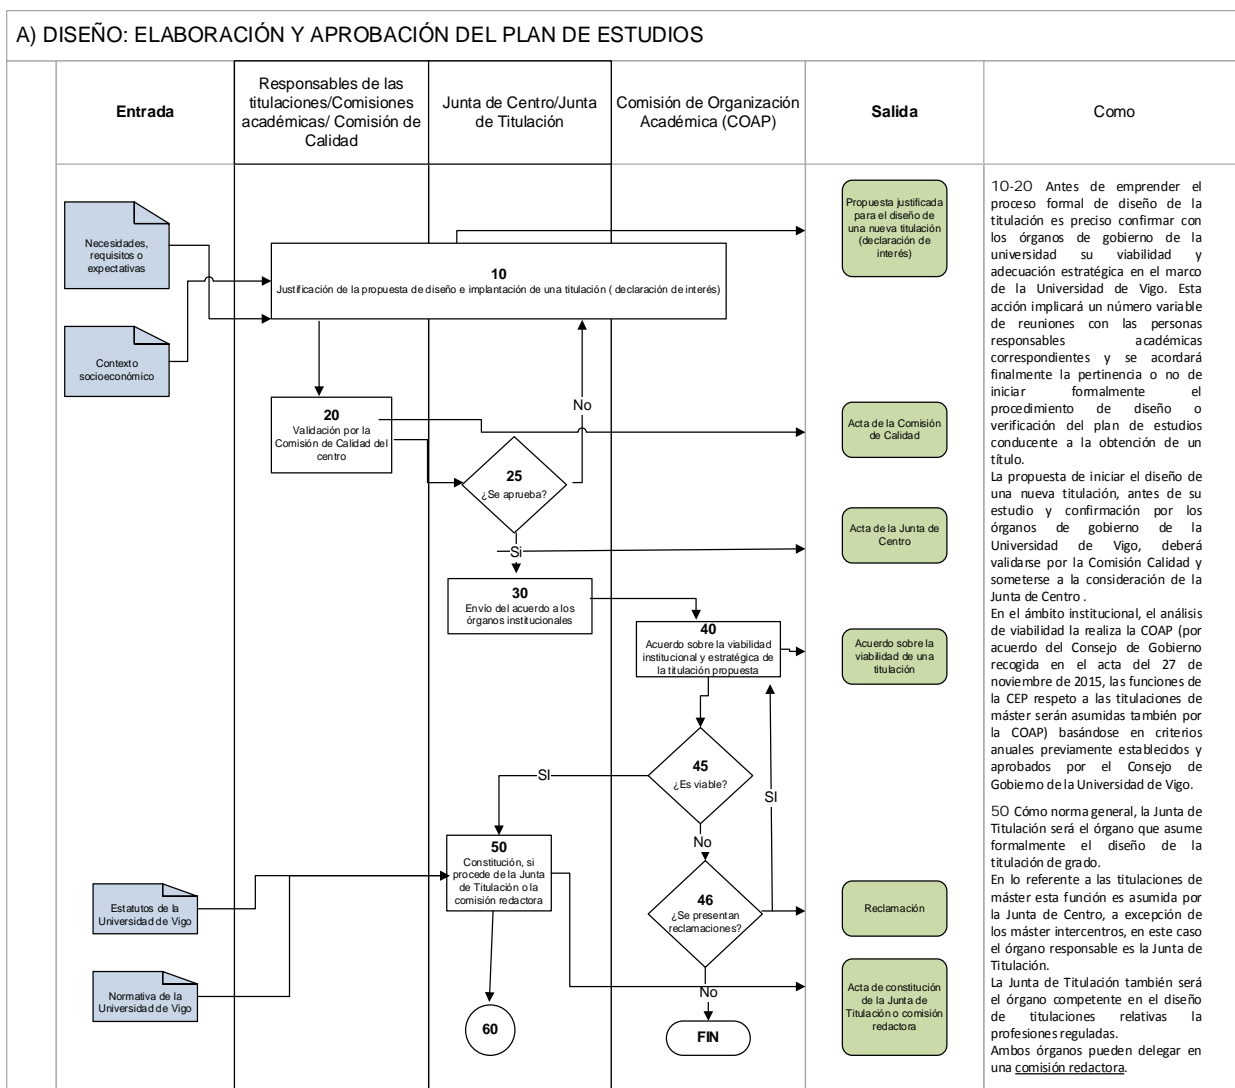 A) DISEÑO: ELABORACIÓN Y APROBACIÓN DEL PLAN DE ESTUDIOS
Entrada
Responsables de las
titulaciones/Comisiones
académicas/ Comisión de
Calidad
Junta de Centro/Junta
de Titulación
Comisión de Organización
Académica (COAP)
Salida
Como
Necesidades,
requisitos o
expectativas
Contexto
socioeconómico
10
Justificación de la propuesta de diseño e implantación de una titulación ( declaración de interés)
20
Validación por la
Comisión de Calidad del
centro
No
25
¿Se aprueba?
Si
30
Envío del acuerdo a los
órganos institucionales
40
Acuerdo sobre la viabilidad
institucional y estratégica de
la titulación propuesta
45
¿Es viable?
SI
SI
No
50
Constitución, si
procede de la Junta
de Titulación o la
comisión redactora
46
¿Se presentan
reclamaciones?
No
Estatutos de la
Universidad de Vigo
Normativa de la
Universidad de Vigo
60
FIN
Propuesta justificada
para el diseño de
una nueva titulación
(declaración de
interés)
Acta de la Comisión
de Calidad
Acta de la Junta de
Centro
Acuerdo sobre la
viabilidad de una
titulación
Reclamación
Acta de constitución
de la Junta de
Titulación o comisión
redactora
10-20 Antes de emprender el
proceso formal de diseño de la
titulación es preciso confirmar con
los órganos de gobierno de la
universidad su viabilidad y
adecuación estratégica en el marco
de la Universidad de Vigo. Esta
acción implicará un número variable
de reuniones con las personas
responsables académicas
correspondientes y se acordará
finalmente la pertinencia o no de
iniciar formalmente el
procedimiento de diseño o
verificación del plan de estudios
conducente a la obtención de un
título.
La propuesta de iniciar el diseño de
una nueva titulación, antes de su
estudio y confirmación por los
órganos de gobierno de la
Universidad de Vigo, deberá
validarse por la Comisión Calidad y
someterse a la consideración de la
Junta de Centro .
En el ámbito institucional, el análisis
de viabilidad la realiza la COAP (por
acuerdo del Consejo de Gobierno
recogida en el acta del 27 de
noviembre de 2015, las funciones de
la CEP respeto a las titulaciones de
máster serán asumidas también por
la COAP) basándose en criterios
anuales previamente establecidos y
aprobados por el Consejo de
Gobierno de la Universidad de Vigo.
50 Cómo norma general, la Junta de
Titulación será el órgano que asume
formalmente el diseño de la
titulación de grado.
En lo referente a las titulaciones de
máster esta función es asumida por
la Junta de Centro, a excepción de
los máster intercentros, en este caso
el órgano responsable es la Junta de
Titulación.
La Junta de Titulación también será
el órgano competente en el diseño
de titulaciones relativas la
profesiones reguladas.
Ambos órganos pueden delegar en
una comisión redactora.